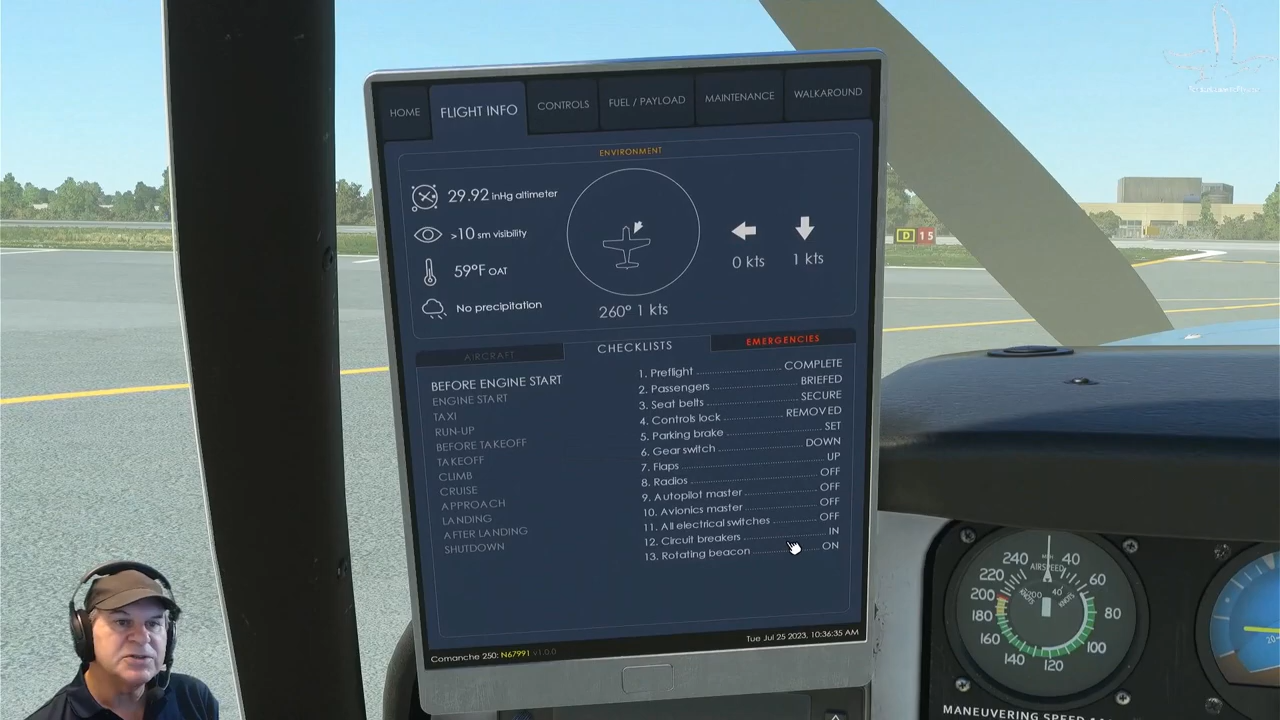 HOME
FLIGHT INFO
CONTROLS
FUEL / PAYLOAD
MAINTENANCE
WALKAROUND
ENVIRONMENT
29.92 inHg altimeter
>10 sm visibility
59°F OAT
No precipitation
260° 1 kts
0 kts
1 kts
AIRCRAFT
CHECKLISTS
EMERGENCIES
BEFORE ENGINE START
ENGINE START
TAXI
RUN-UP
BEFORE TAKEOFF
TAKEOFF
CLIMB
CRUISE
APPROACH
LANDING
AFTER LANDING
SHUTDOWN
1. Preflight COMPLETE
2. Passengers BRIEFED
3. Seat belts SECURE
4. Controls lock REMOVED
5. Parking brake SET
6. Gear switch DOWN
7. Flaps UP
8. Radios OFF
9. Autopilot master OFF
10. Avionics master OFF
11. All electrical switches OFF
12. Circuit breakers IN
13. Rotating beacon ON
Tue Jul 25 2023, 10:36:35 AM
Comanche 250: N67991 v1.0.0
D 15
240 40
AIRSPEED
220 60
200 80
180 100
160 120
140
KNOTS
MANEUVERING SPEED
20